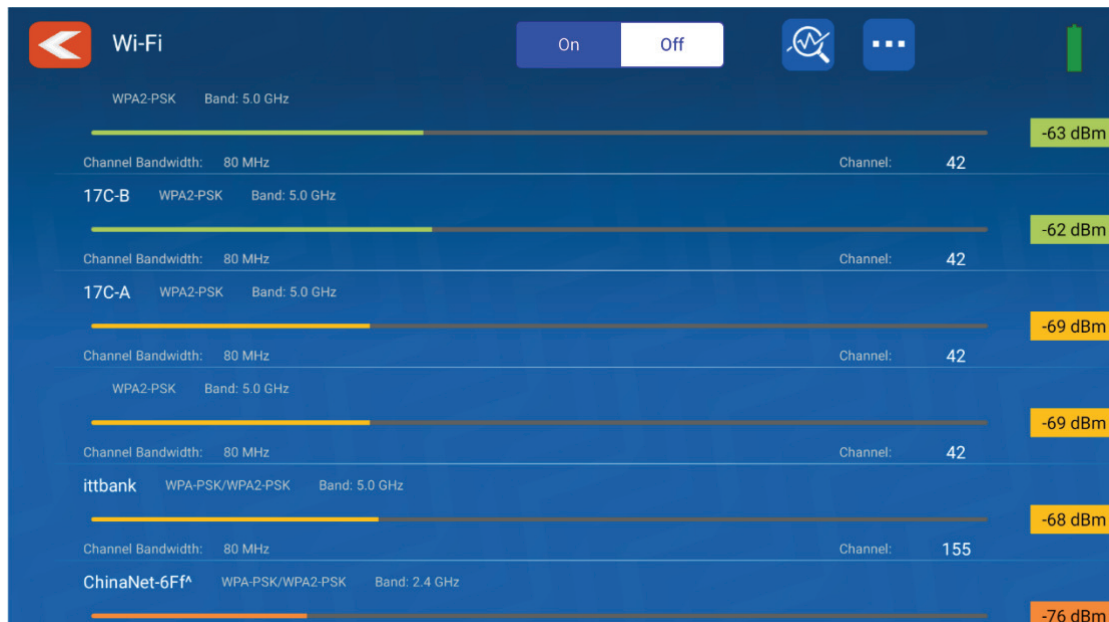 Wi-Fi On Off
WPA2-PSK Band: 5.0 GHz
-63 dBm
Channel Bandwidth: 80 MHz Channel: 42
17C-B WPA2-PSK Band: 5.0 GHz
-62 dBm
Channel Bandwidth: 80 MHz Channel: 42
17C-A WPA2-PSK Band: 5.0 GHz
-69 dBm
Channel Bandwidth: 80 MHz Channel: 42
WPA2-PSK Band: 5.0 GHz
-69 dBm
Channel Bandwidth: 80 MHz Channel: 42
ittbank WPA-PSK/WPA2-PSK Band: 5.0 GHz
-68 dBm
Channel Bandwidth: 80 MHz Channel: 155
ChinaNet-6Ff^ WPA-PSK/WPA2-PSK Band: 2.4 GHz
-76 dBm